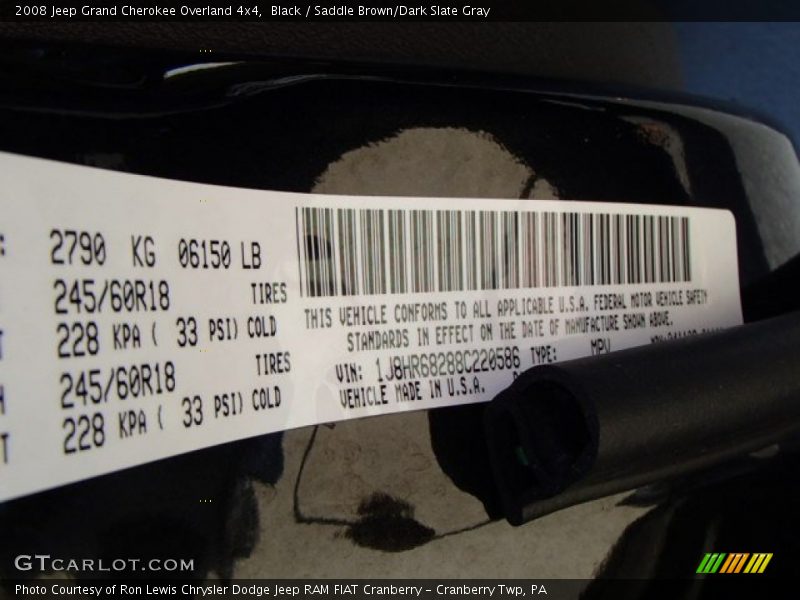 2008 Jeep Grand Cherokee Overland 4x4,  Black / Saddle Brown/Dark Slate Gray
2790 KG 06150 LB
245/60R18 TIRES
228 KPA ( 33 PSI) COLD
245/60R18 TIRES
228 KPA ( 33 PSI) COLD
THIS VEHICLE CONFORMS TO ALL APPLICABLE U.S.A. FEDERAL MOTOR VEHICLE SAFETY
STANDARDS IN EFFECT ON THE DATE OF MANUFACTURE SHOWN ABOVE.
VIN: 1J8HR68288C220586 TYPE: MPV
VEHICLE MADE IN U.S.A.
GTCARLOT.COM
Photo Courtesy of Ron Lewis Chrysler Dodge Jeep RAM FIAT Cranberry – Cranberry Twp, PA